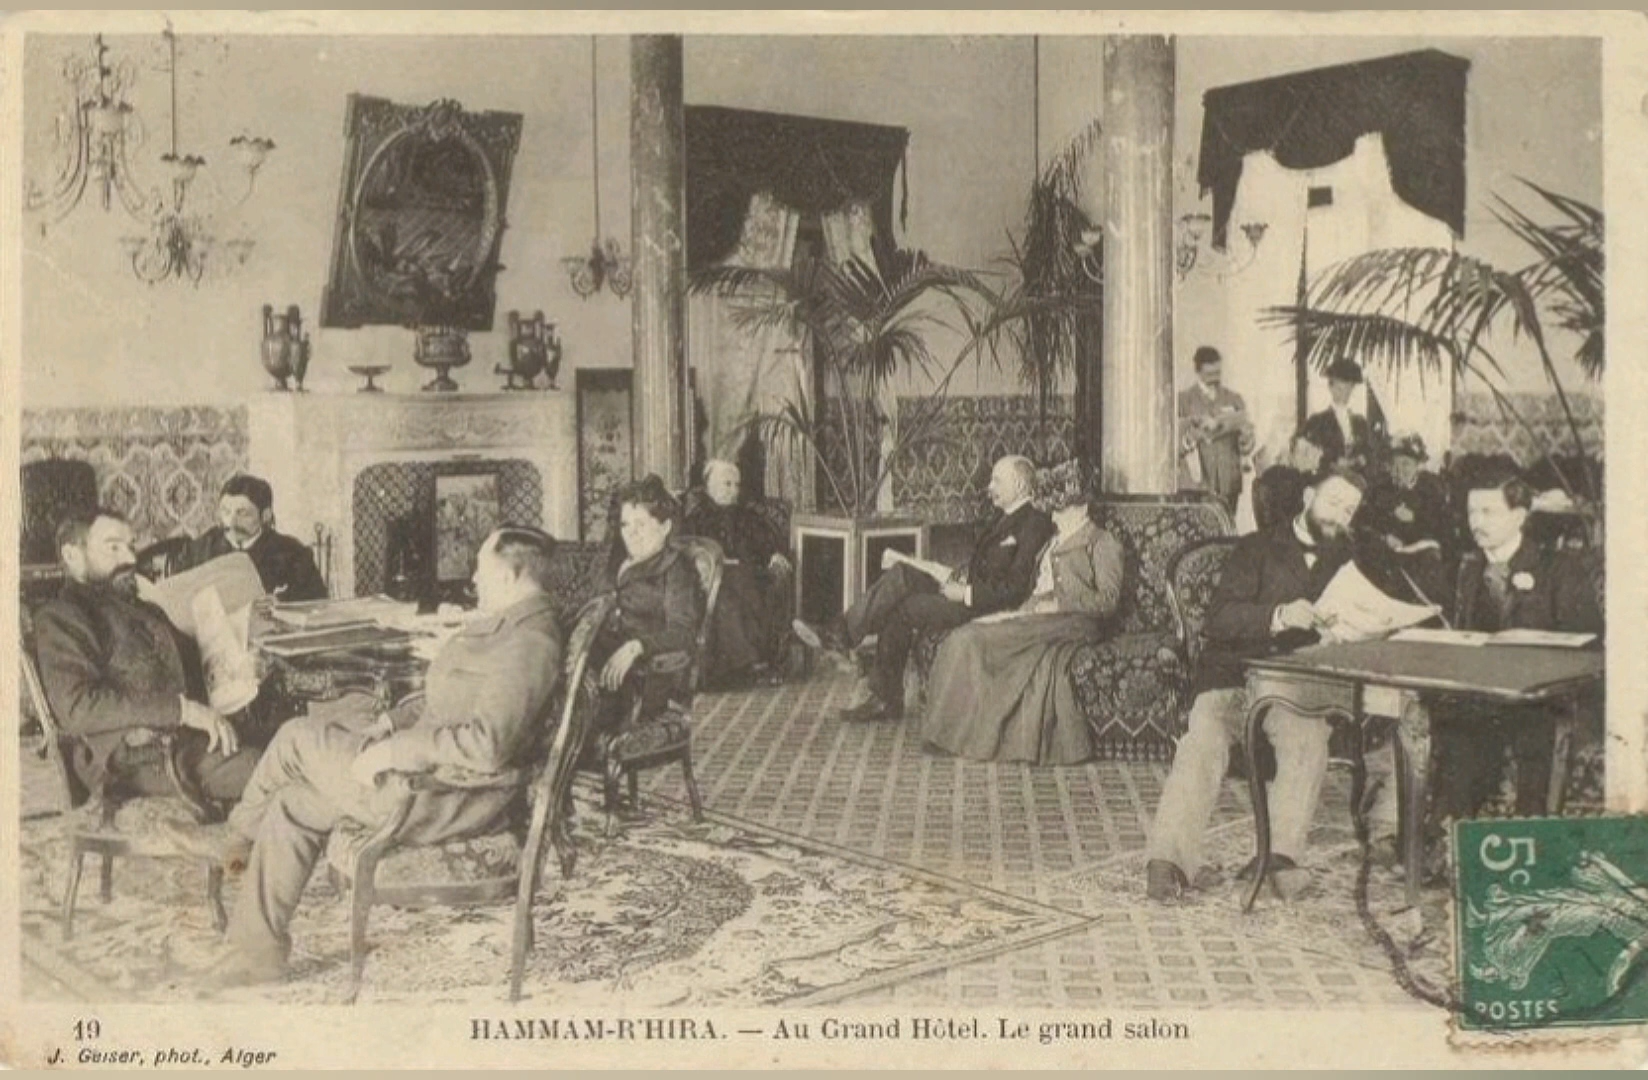 19
HAMMAM-R'HIRA. — Au Grand Hôtel. Le grand salon
J. Geiser, phot., Alger
5c
POSTES